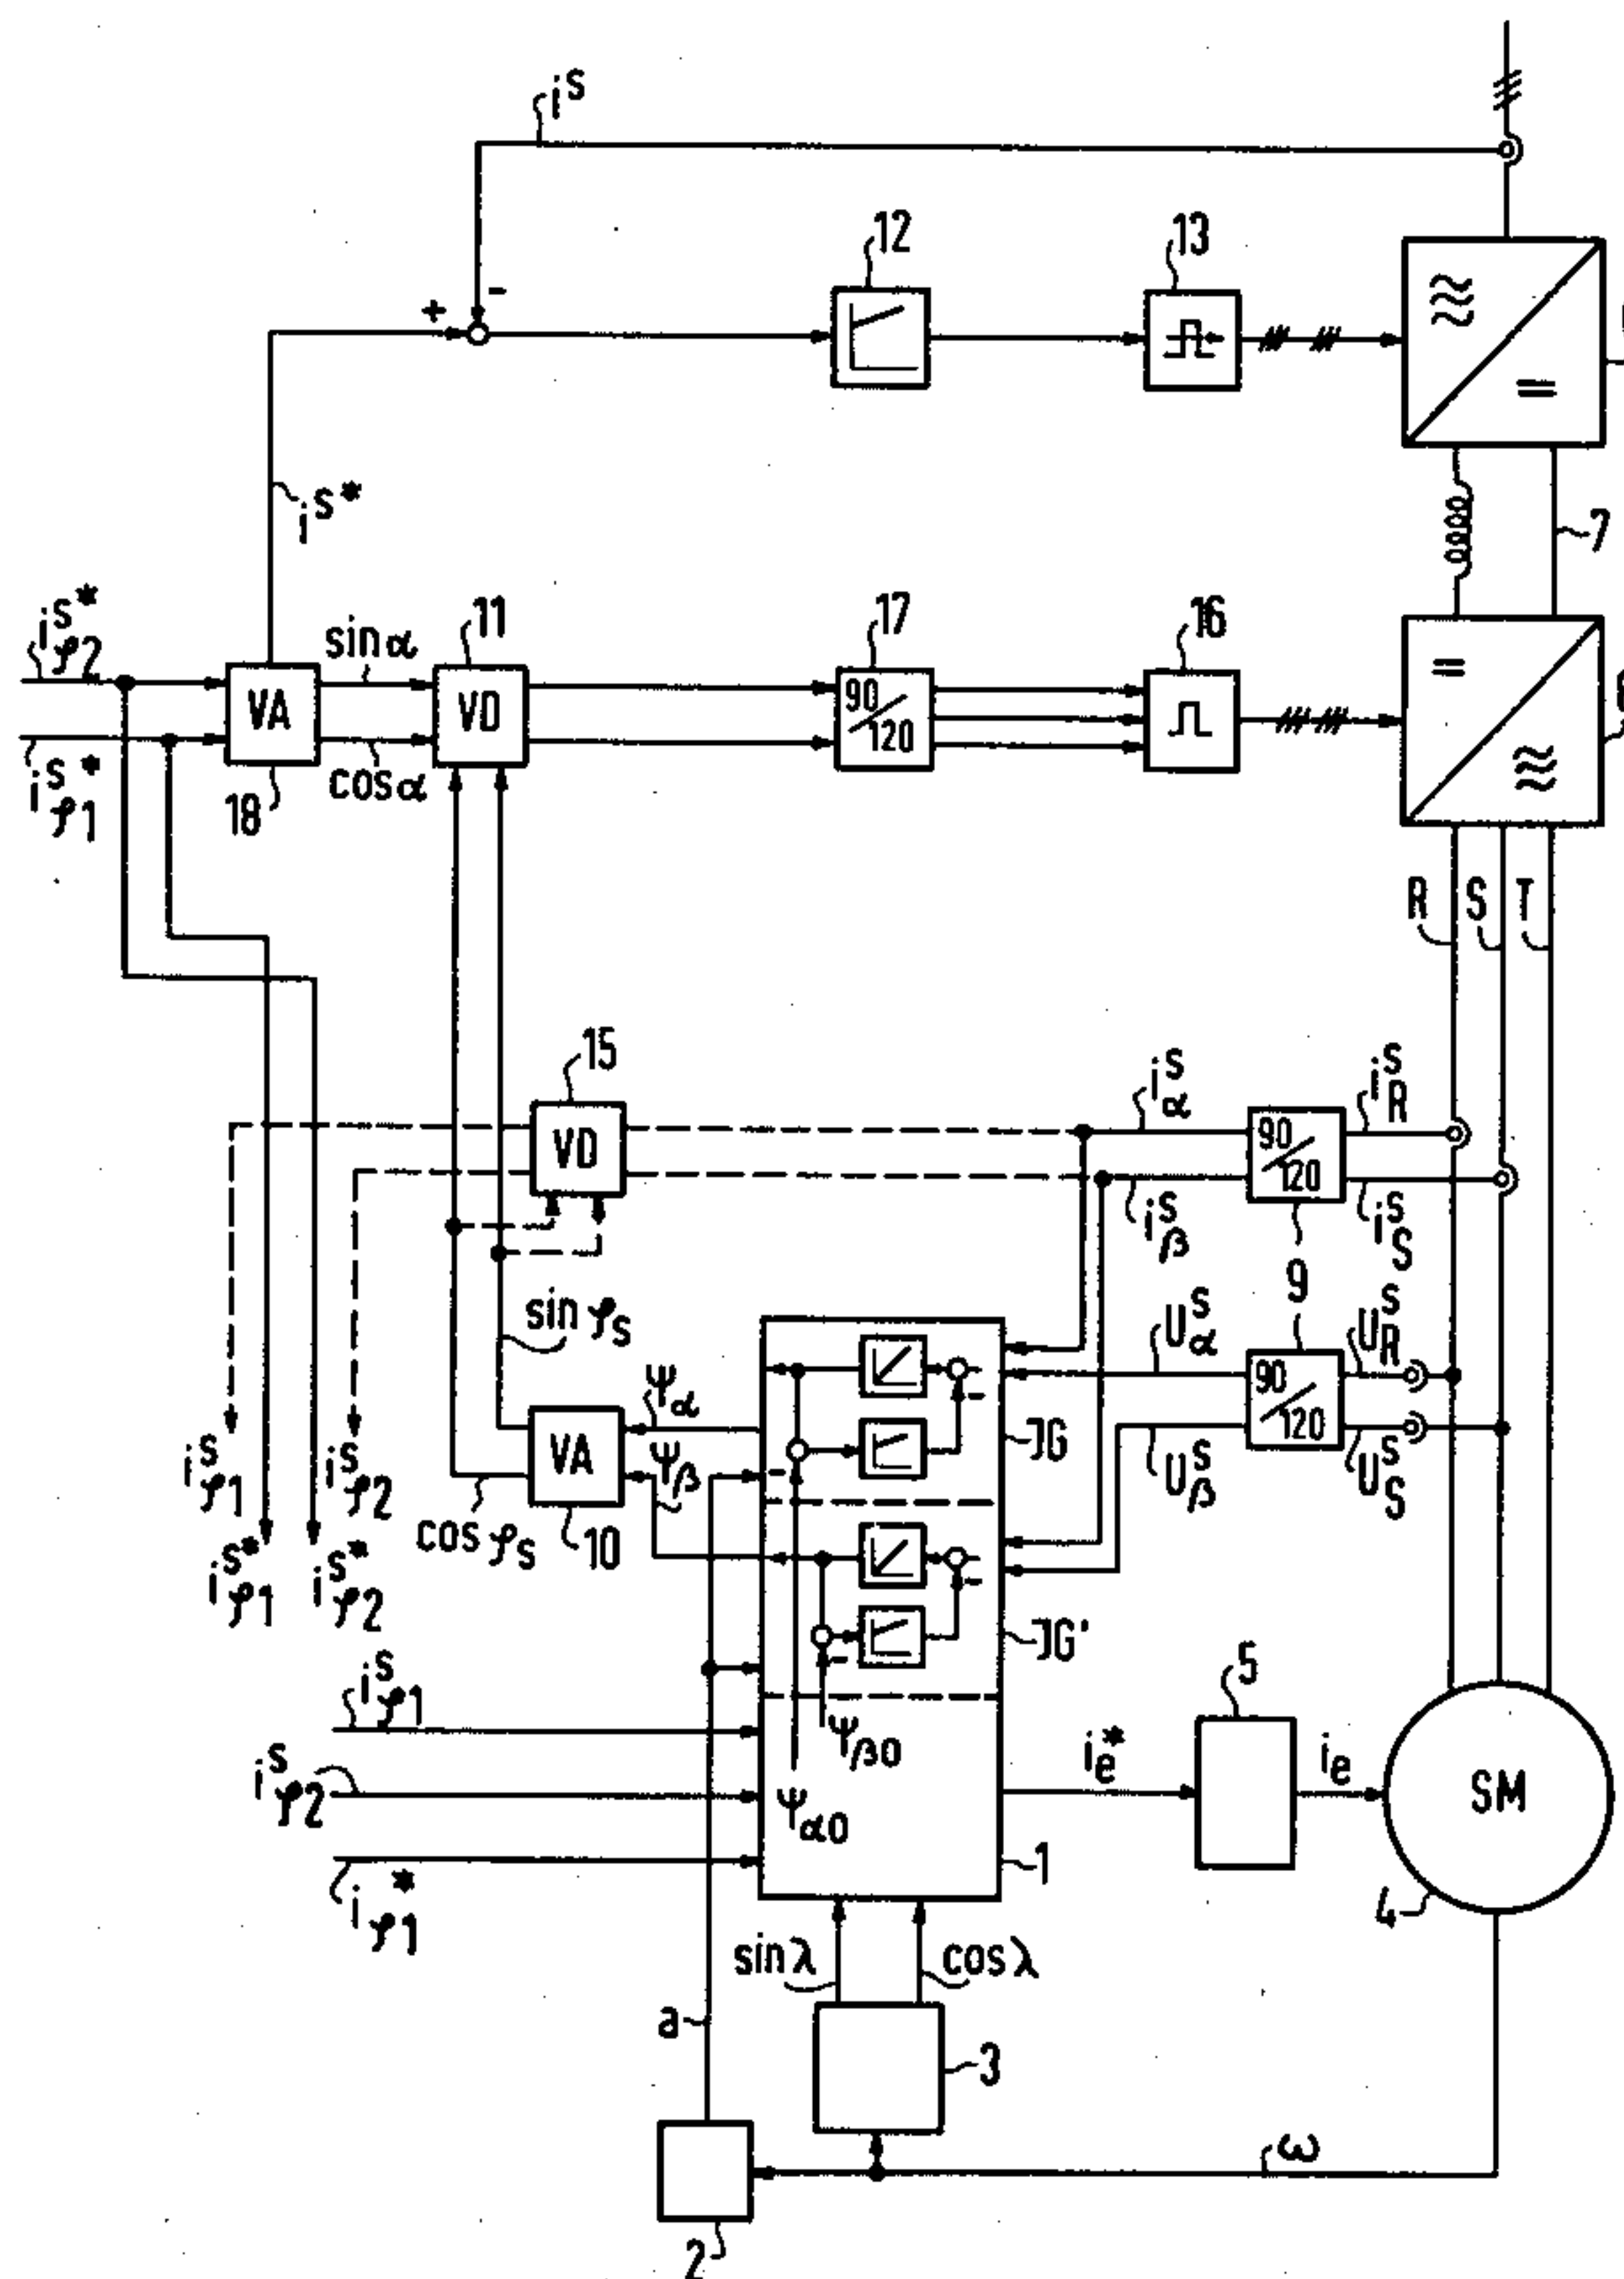 i^s
12
13
+
-
i^s*
7
i^s*_φ2
sin α
11
17
16
VA
VD
90/120
i^s*_φ1
18
cos α
R S T
15
VD
i^s_α
i^s_R
90/120
i^s_β
i^s_S
9
sin φ_s
U^s_α
U^s_R
90/120
ψ_α
VA
ψ_β
-
JG
U^s_β
U^s_S
i^s_φ1
i^s_φ2
cos φ_s
10
-
-
i^s*_φ1
i^s*_φ2
JG'
-
5
i^s_φ1
ψ_β0
i_e^*
i_e
SM
i^s_φ2
ψ_α0
1
i^*_φ1
4
sin λ
cos λ
a
3
ω
2